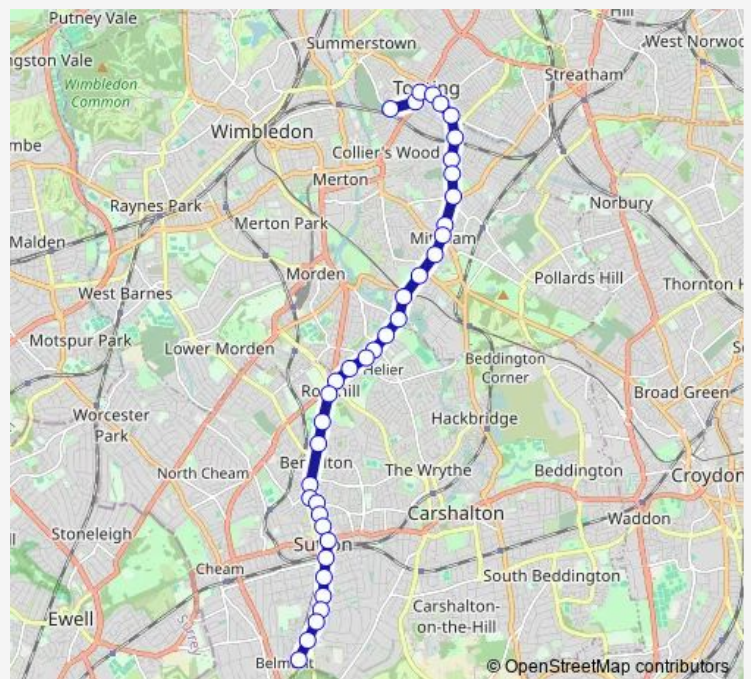 Putney Vale
Hill
Summerstown
West Norwoo
ngston Vale
Streatham
Wimbledon
Common
Wimbledon
mbe
Collier's Wood
Merton
Raynes Park
Norbury
Merton Park
Malden
Morden
Pollards Hill
Thornton H
West Barnes
Motspur Park
Lower Morden
Beddington
Corner
Helier
Broad Green
Worcester
Park
Hackbridge
North Cheam
The Wrythe
Beddington
Croydon
Carshalton
Waddon
Stoneleigh
Cheam
South Beddington
Carshalton-
on-the-Hill
Ewell
Surrey
© OpenStreetMap contributors